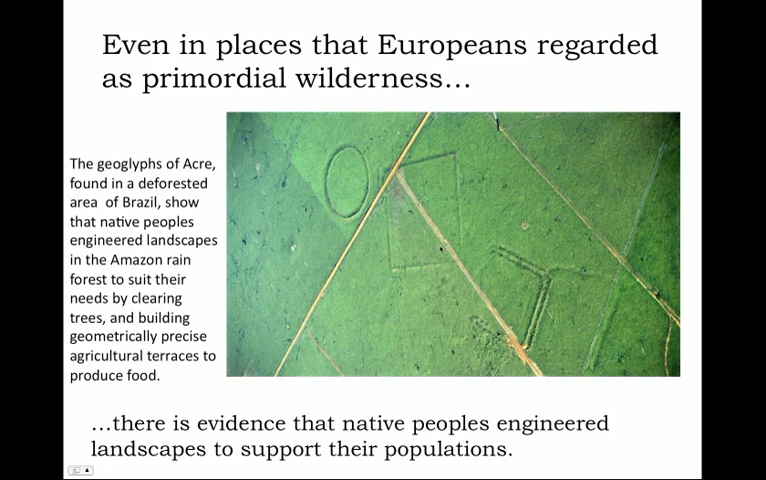 Even in places that Europeans regarded
as primordial wilderness…
The geoglyphs of Acre,
found in a deforested
area of Brazil, show
that native peoples
engineered landscapes
in the Amazon rain
forest to suit their
needs by clearing
trees, and building
geometrically precise
agricultural terraces to
produce food.
…there is evidence that native peoples engineered
landscapes to support their populations.